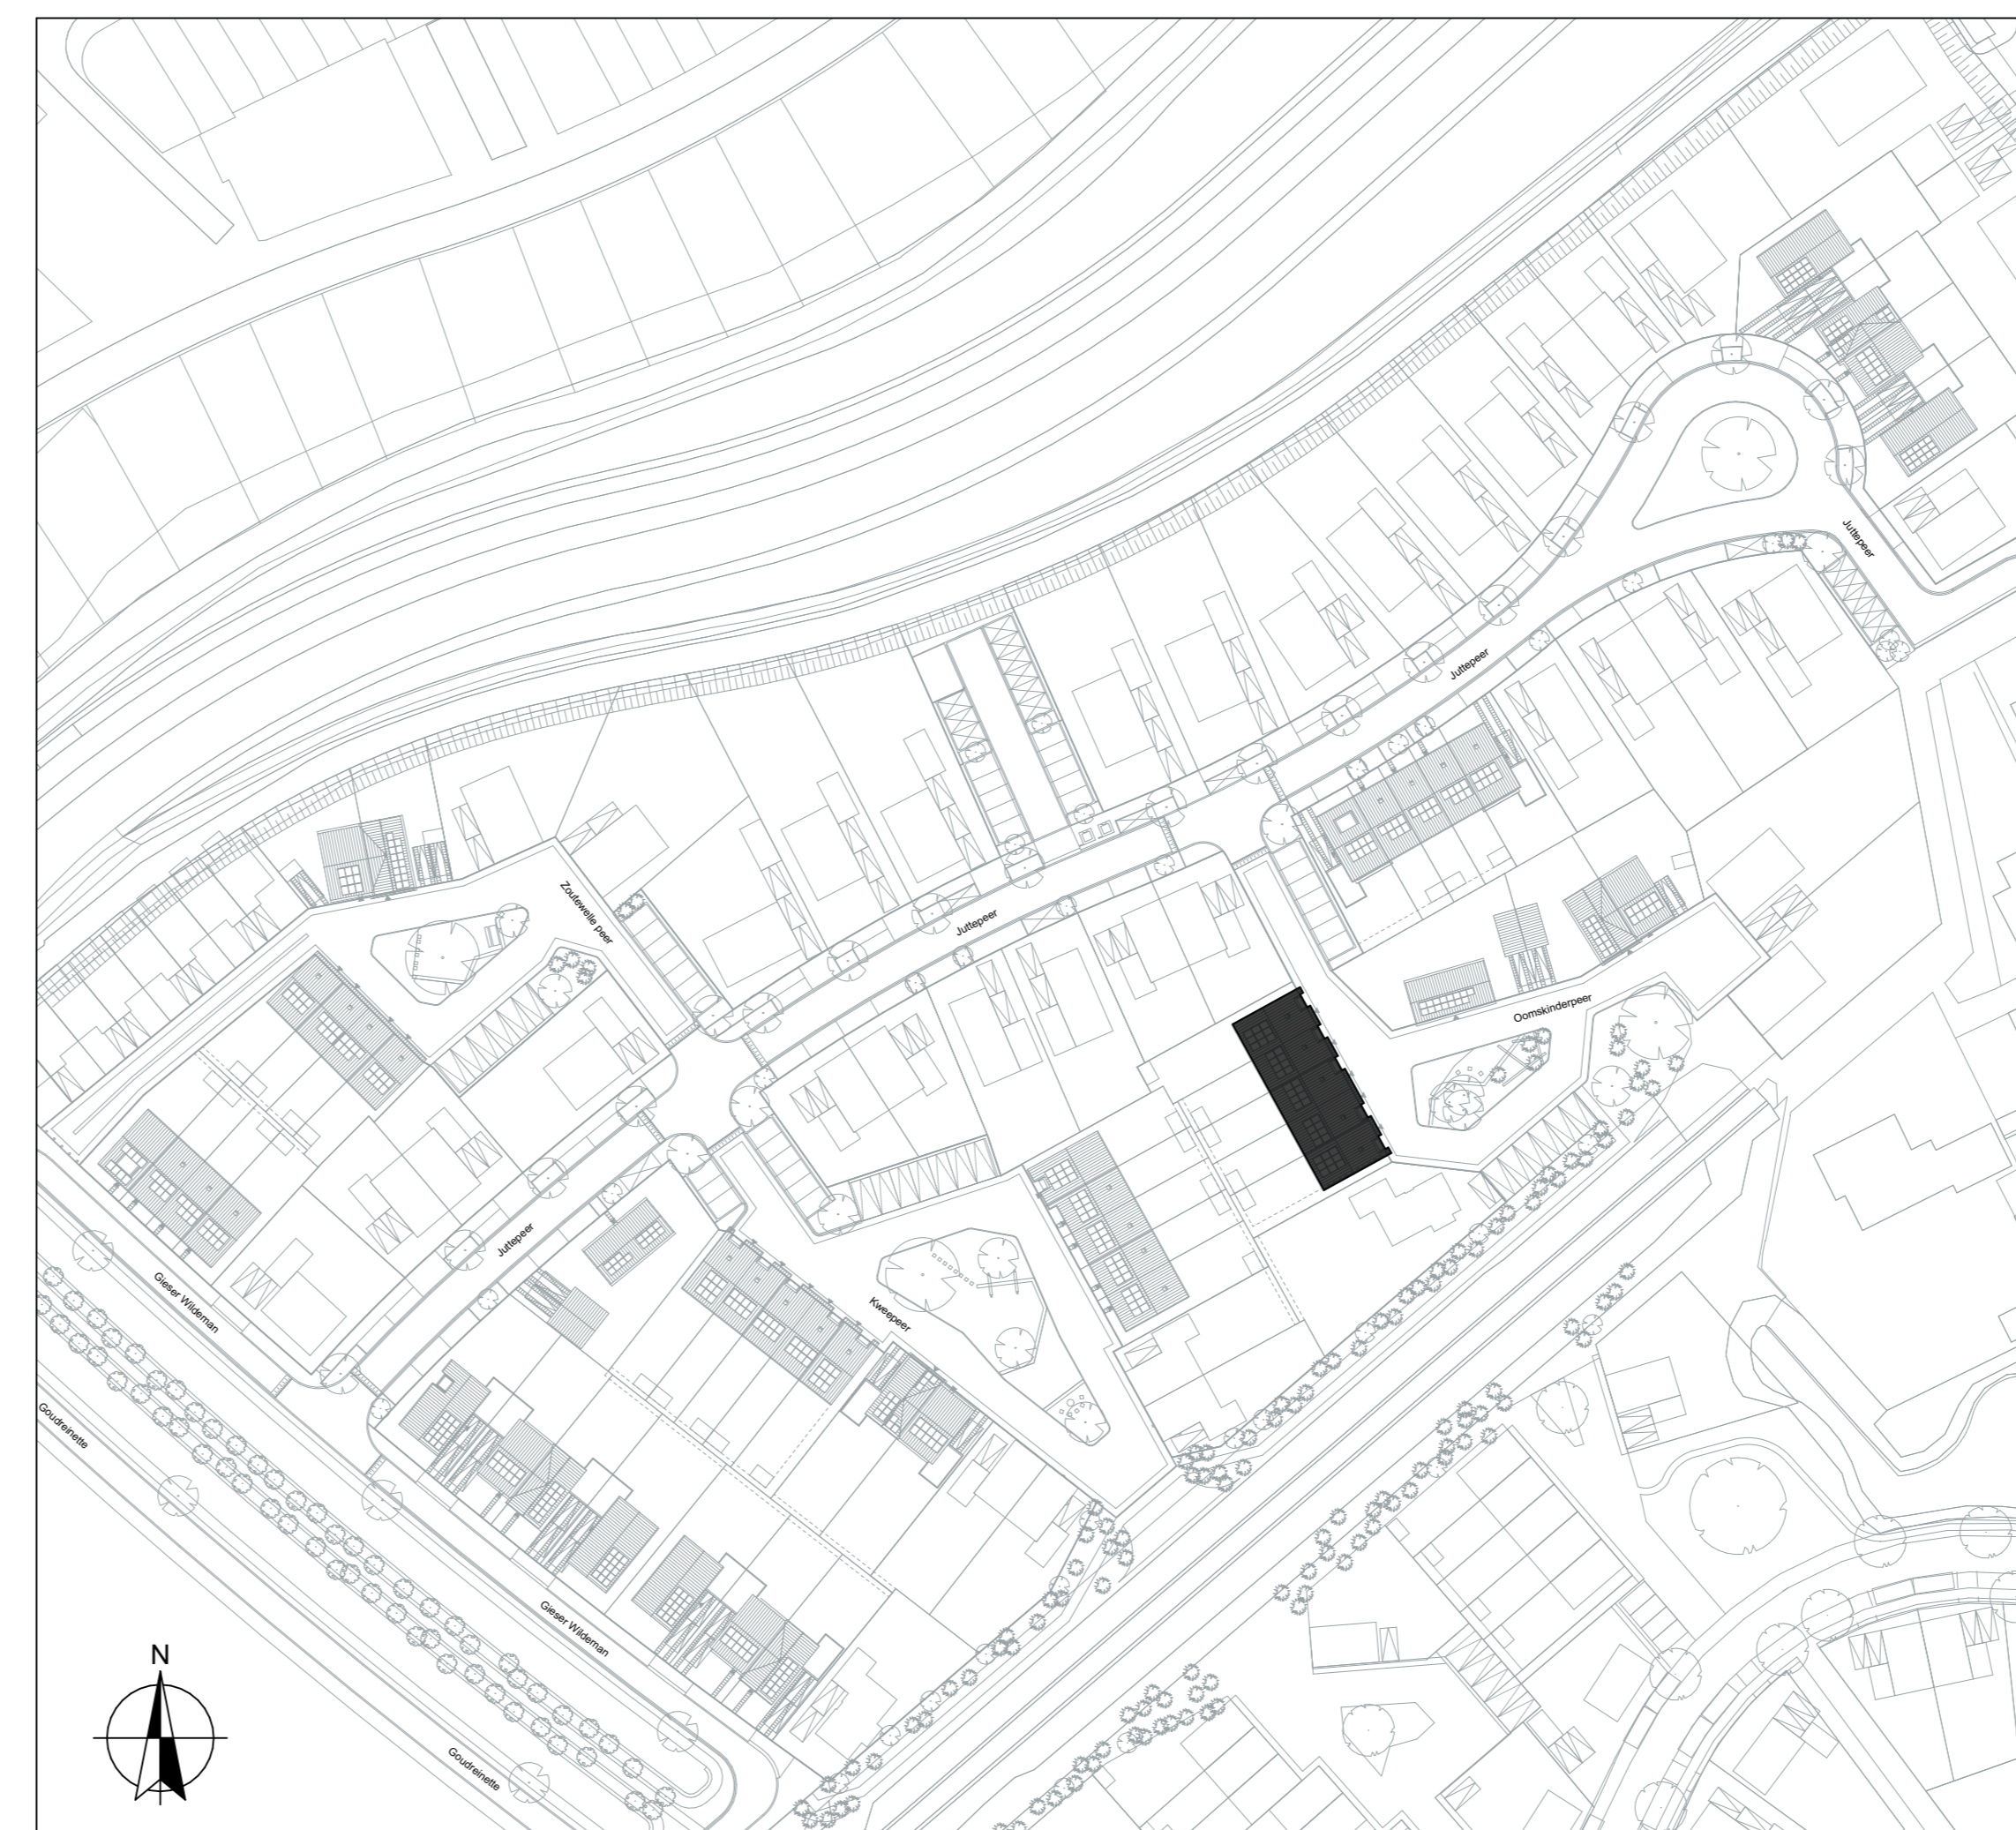 Juttepeer
Juttepeer
Zoutewelle peer
Juttepeer
Oomskinderpeer
Juttepeer
Gieser Wildeman
Kweepeer
Goudreinette
Gieser Wildeman
N
Goudreinette